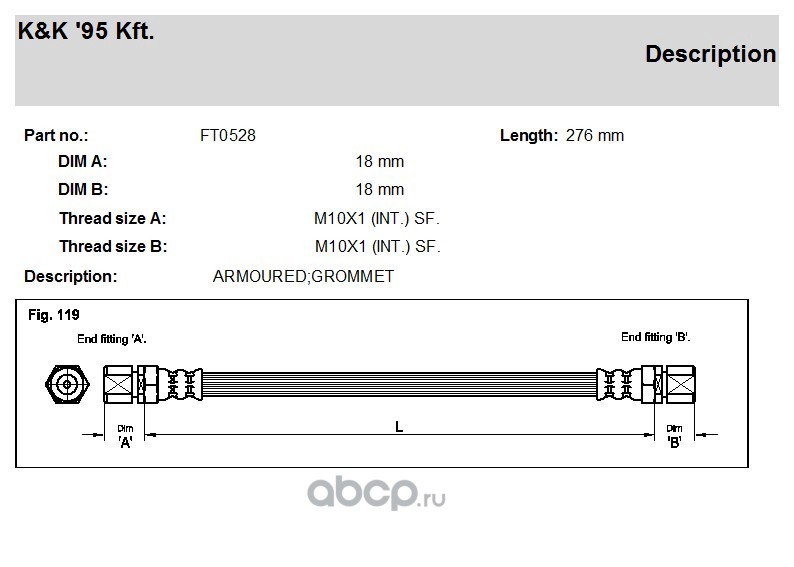 K&K '95 Kft.
Description
Part no.: FT0528 Length: 276 mm
DIM A: 18 mm
DIM B: 18 mm
Thread size A: M10X1 (INT.) SF.
Thread size B: M10X1 (INT.) SF.
Description: ARMOURED;GROMMET
Fig. 119
End fitting 'A'. End fitting 'B'.
L
Dim Dim
'A' 'B'
abcp.ru